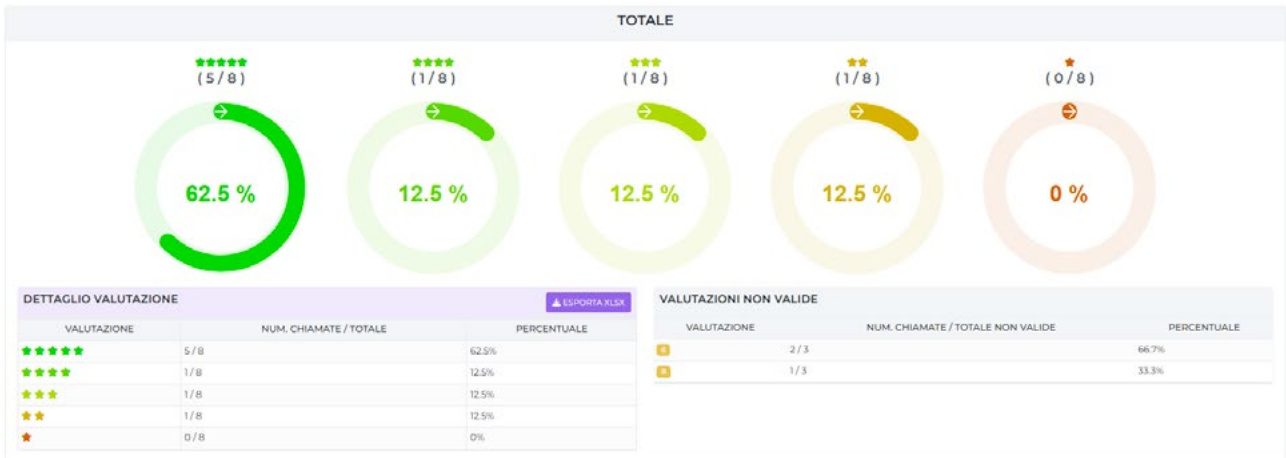 TOTALE
(5/8)
(1/8)
(1/8)
(1/8)
(0/8)
62.5 %
12.5 %
12.5 %
12.5 %
0 %
DETTAGLIO VALUTAZIONE
ESPORTA XLSX
VALUTAZIONE NUM. CHIAMATE / TOTALE PERCENTUALE
5 / 8 62.5%
1 / 8 12.5%
1 / 8 12.5%
1 / 8 12.5%
0 / 8 0%
VALUTAZIONI NON VALIDE
VALUTAZIONE NUM. CHIAMATE / TOTALE NON VALIDE PERCENTUALE
2 / 3 66.7%
1 / 3 33.3%